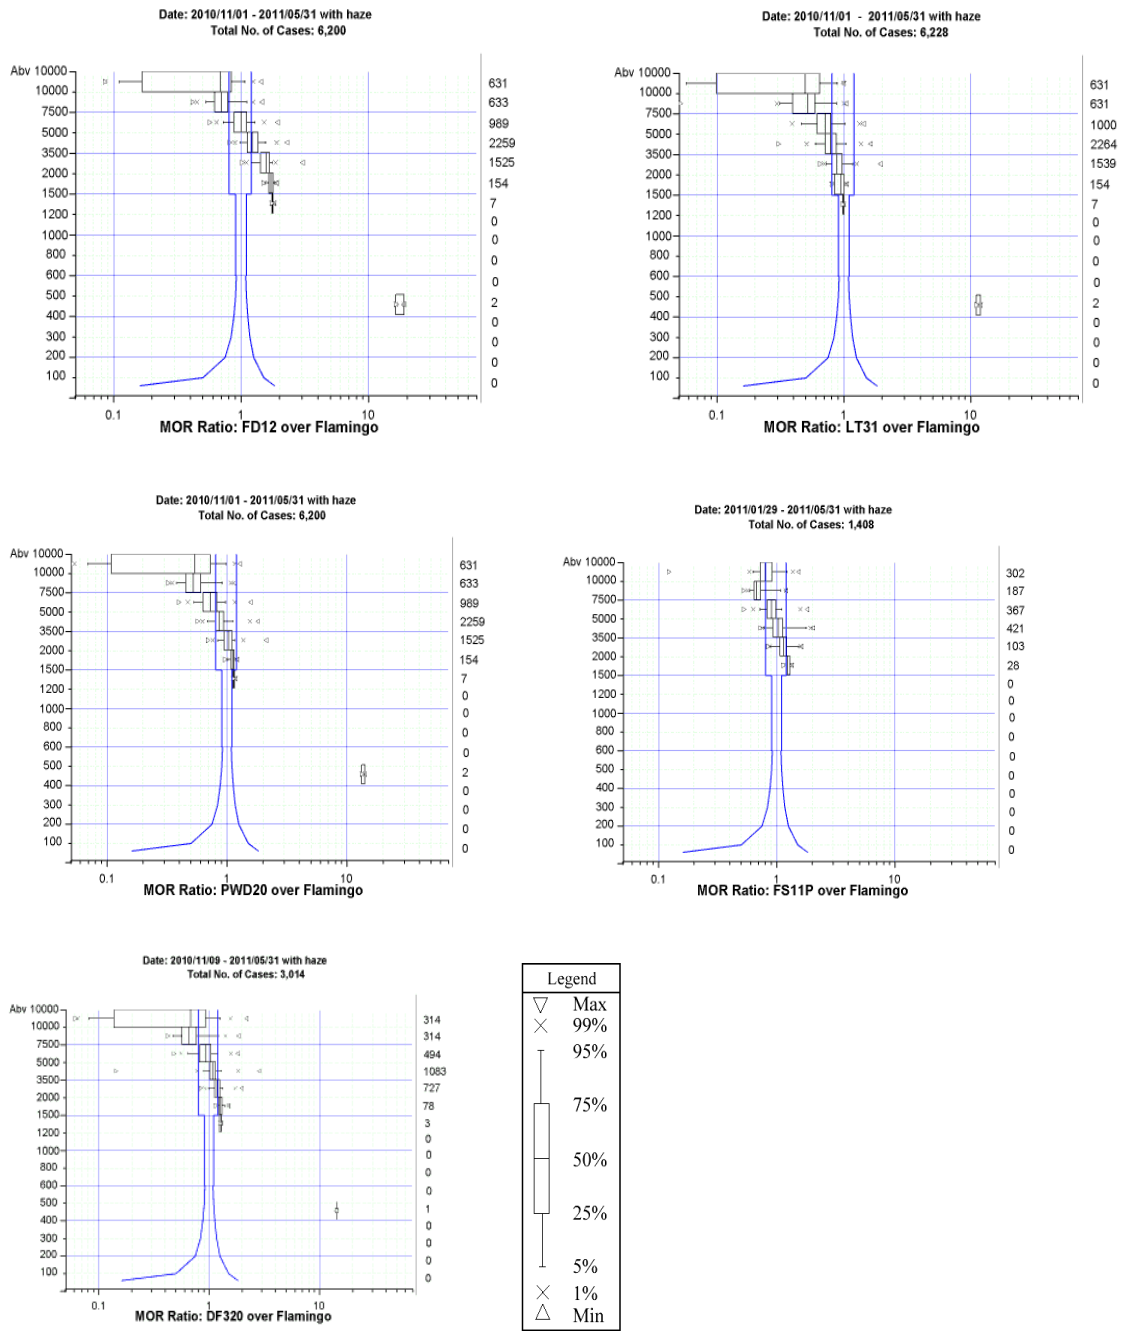 Date: 2010/11/01 - 2011/05/31 with haze
Total No. of Cases: 6,200
Abv 10000 631
10000 633
7500 989
5000 2259
3500 1525
2000 154
1500 7
1200 0
1000 0
800 0
600 0
500 2
400 0
300 0
200 0
100 0
0.1 1 10
MOR Ratio: FD12 over Flamingo
Date: 2010/11/01 - 2011/05/31 with haze
Total No. of Cases: 6,228
Abv 10000 631
10000 631
7500 1000
5000 2264
3500 1539
2000 154
1500 7
1200 0
1000 0
800 0
600 0
500 2
400 0
300 0
200 0
100 0
0.1 1 10
MOR Ratio: LT31 over Flamingo
Date: 2010/11/01 - 2011/05/31 with haze
Total No. of Cases: 6,200
Abv 10000 631
10000 633
7500 989
5000 2259
3500 1525
2000 154
1500 7
1200 0
1000 0
800 0
600 0
500 2
400 0
300 0
200 0
100 0
0.1 1 10
MOR Ratio: PWD20 over Flamingo
Date: 2011/01/29 - 2011/05/31 with haze
Total No. of Cases: 1,408
Abv 10000 302
10000 187
7500 367
5000 421
3500 103
2000 28
1500 0
1200 0
1000 0
800 0
600 0
500 0
400 0
300 0
200 0
100 0
0.1 1 10
MOR Ratio: FS11P over Flamingo
Date: 2010/11/09 - 2011/05/31 with haze
Total No. of Cases: 3,014
Abv 10000 314
10000 314
7500 494
5000 1083
3500 727
2000 78
1500 3
1200 0
1000 0
800 0
600 0
500 1
400 0
300 0
200 0
100 0
0.1 1 10
MOR Ratio: DF320 over Flamingo
Legend
Max
99%
95%
75%
50%
25%
5%
1%
Min